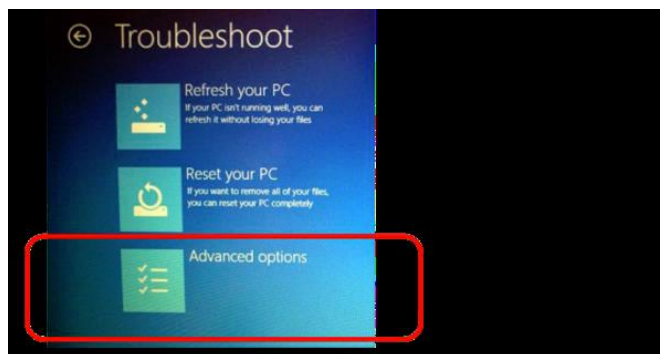 Troubleshoot
Refresh your PC
If your PC isn't running well, you can
refresh it without losing your files
Reset your PC
If you want to remove all of your files,
you can reset your PC completely
Advanced options